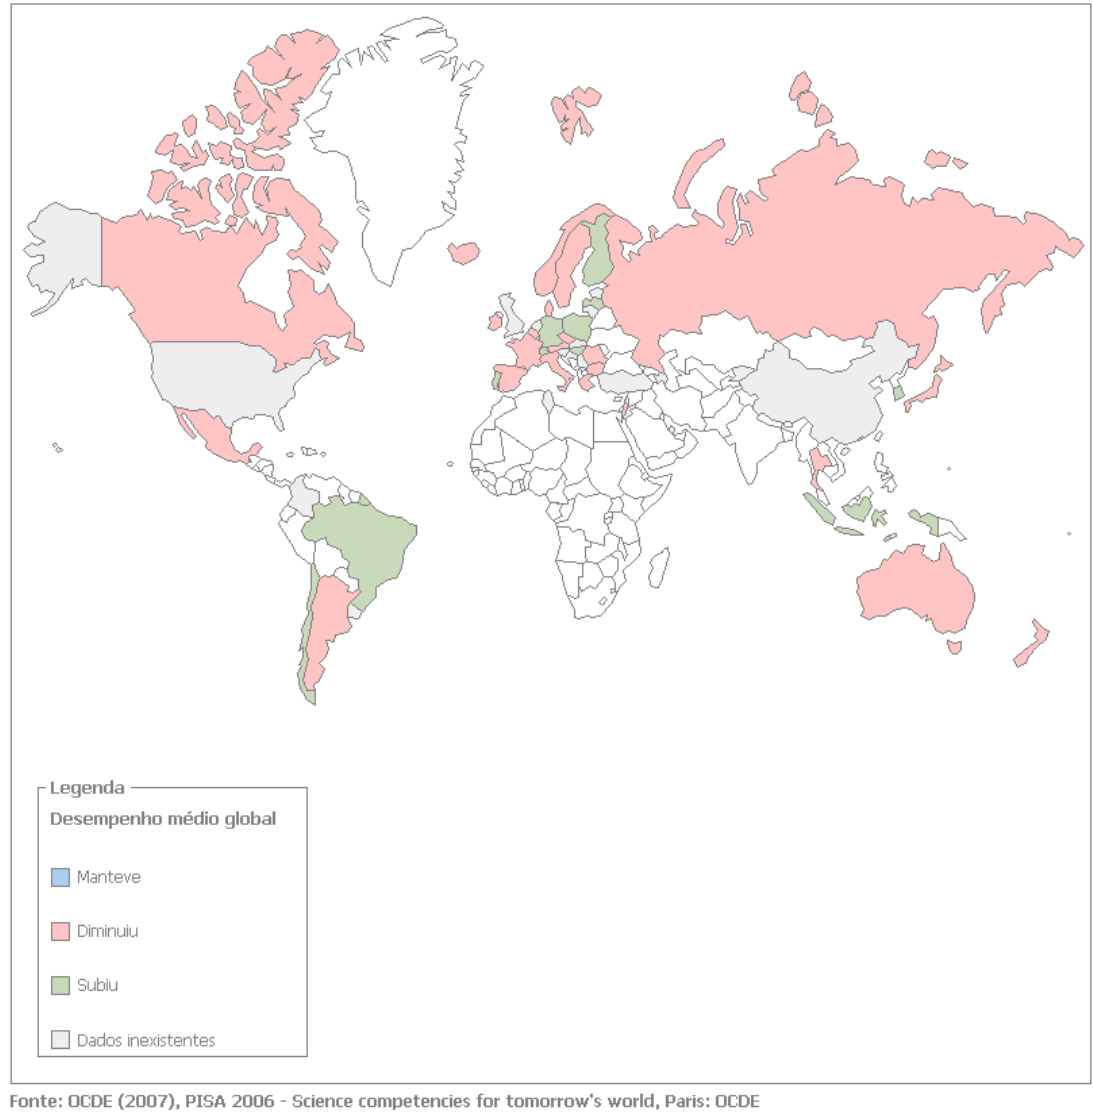 Legenda
Desempenho médio global
Manteve
Diminuiu
Subiu
Dados inexistentes
Fonte: OCDE (2007), PISA 2006 - Science competencies for tomorrow's world, Paris: OCDE